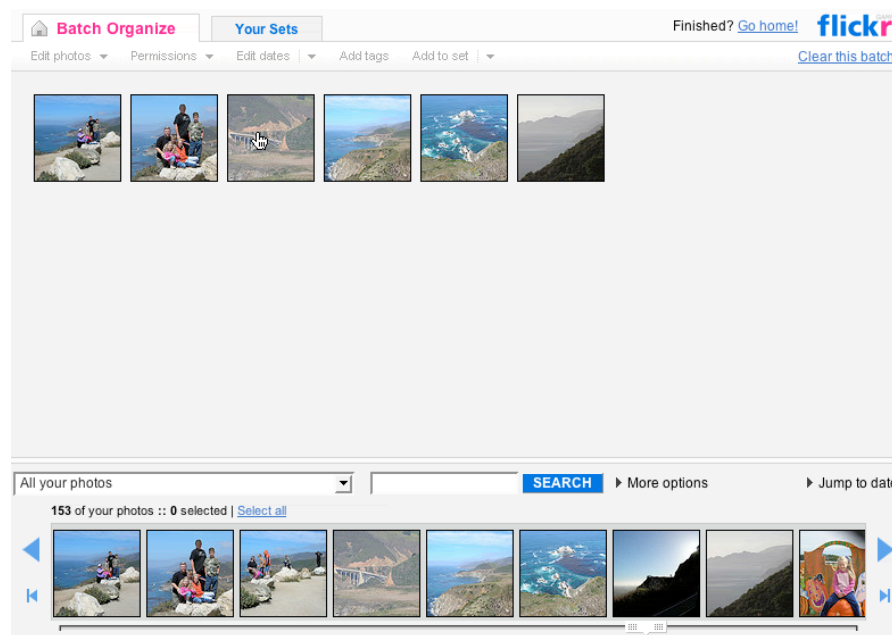 Batch Organize
Your Sets
Finished? Go home!
flickr
Edit photos
Permissions
Edit dates
Add tags
Add to set
Clear this batch
All your photos
SEARCH
More options
Jump to dat
153 of your photos :: 0 selected | Select all